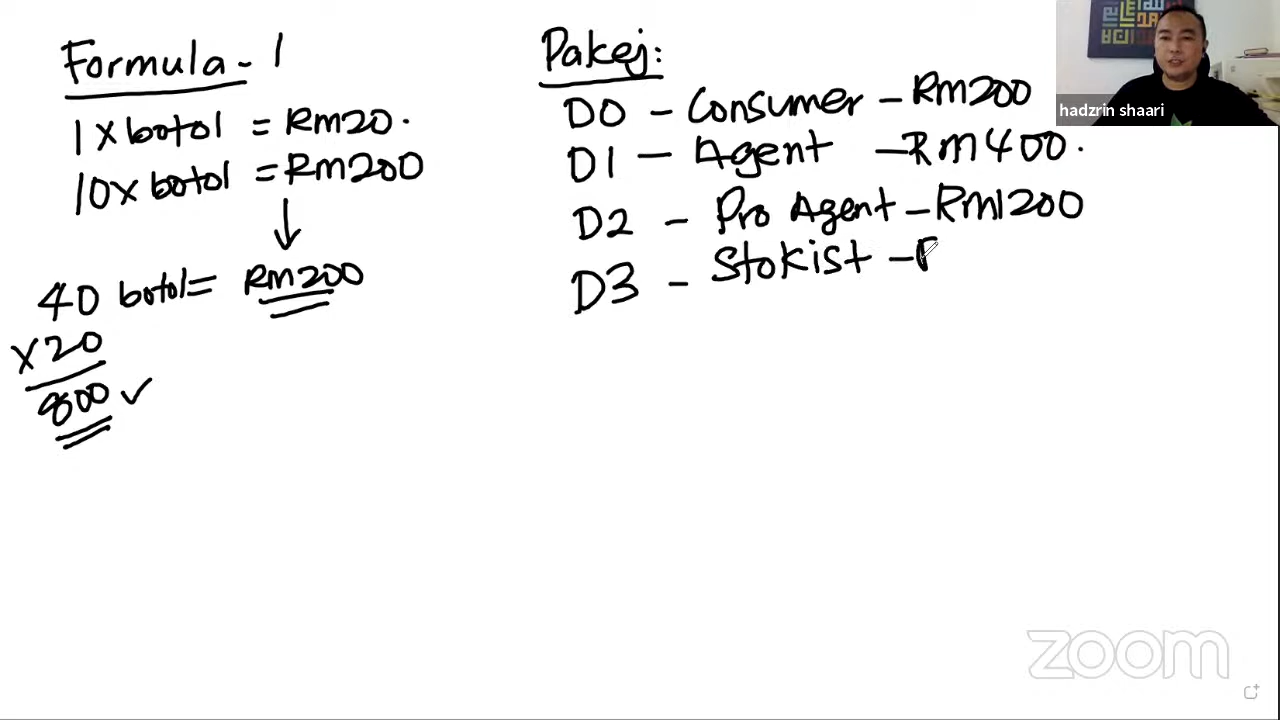 Formula - 1
1 x botol = RM20.
10 x botol = RM200
40 botol = RM200
x 20
800 ✓
Pakej:
D0 - Consumer - RM200
D1 - Agent - RM400.
D2 - Pro Agent - RM1200
D3 - Stokist -
hadzrin shaari
zoom